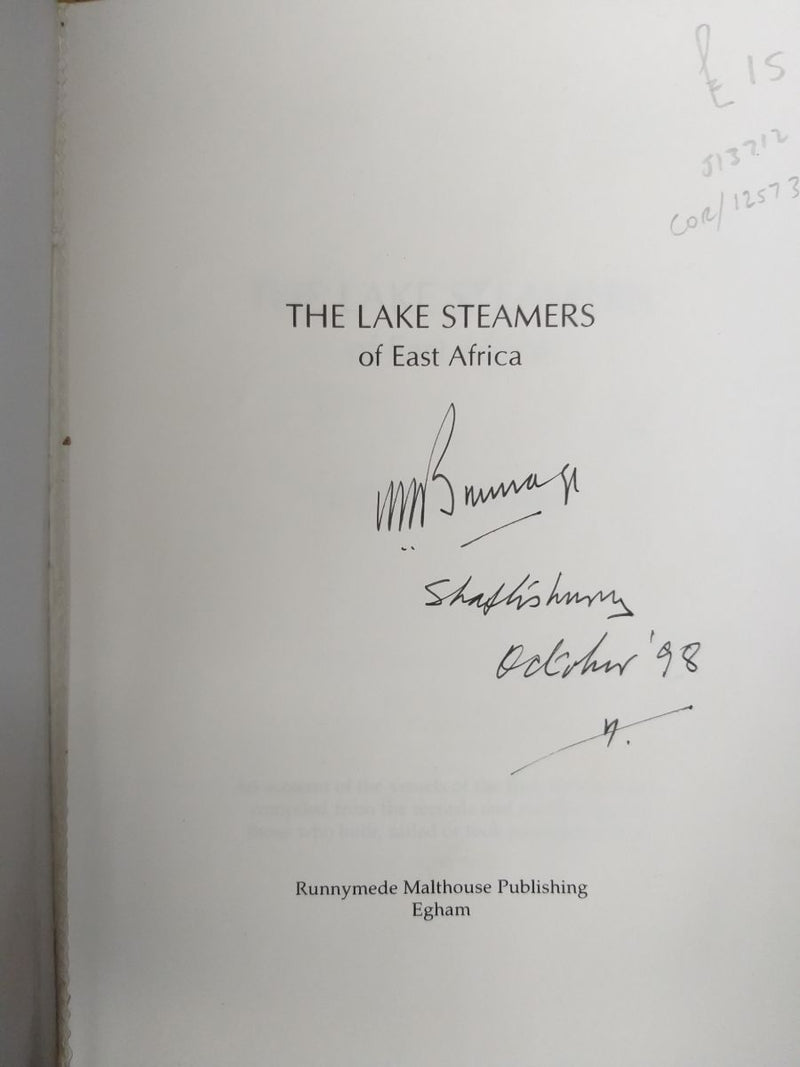 £15
J13212
COR/12573
THE LAKE STEAMERS
of East Africa
Shaftesbury
October '98
Runnymede Malthouse Publishing
Egham